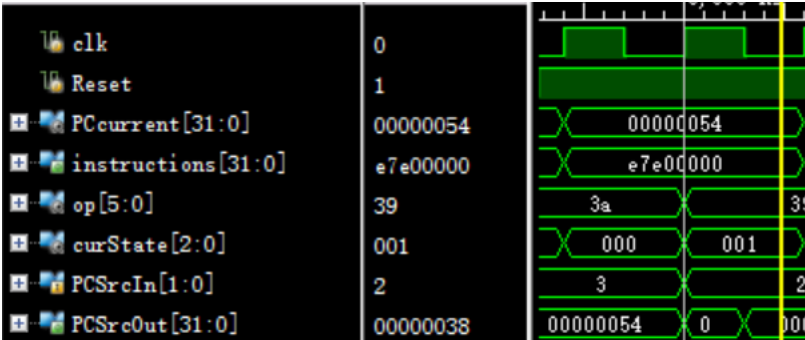 clk 0
Reset 1
PCcurrent[31:0] 00000054 00000054
instructions[31:0] e7e00000 e7e00000
op[5:0] 39 3a
curState[2:0] 001 000 001
PCSrcIn[1:0] 2 3 2
PCSrcOut[31:0] 00000038 00000054 0